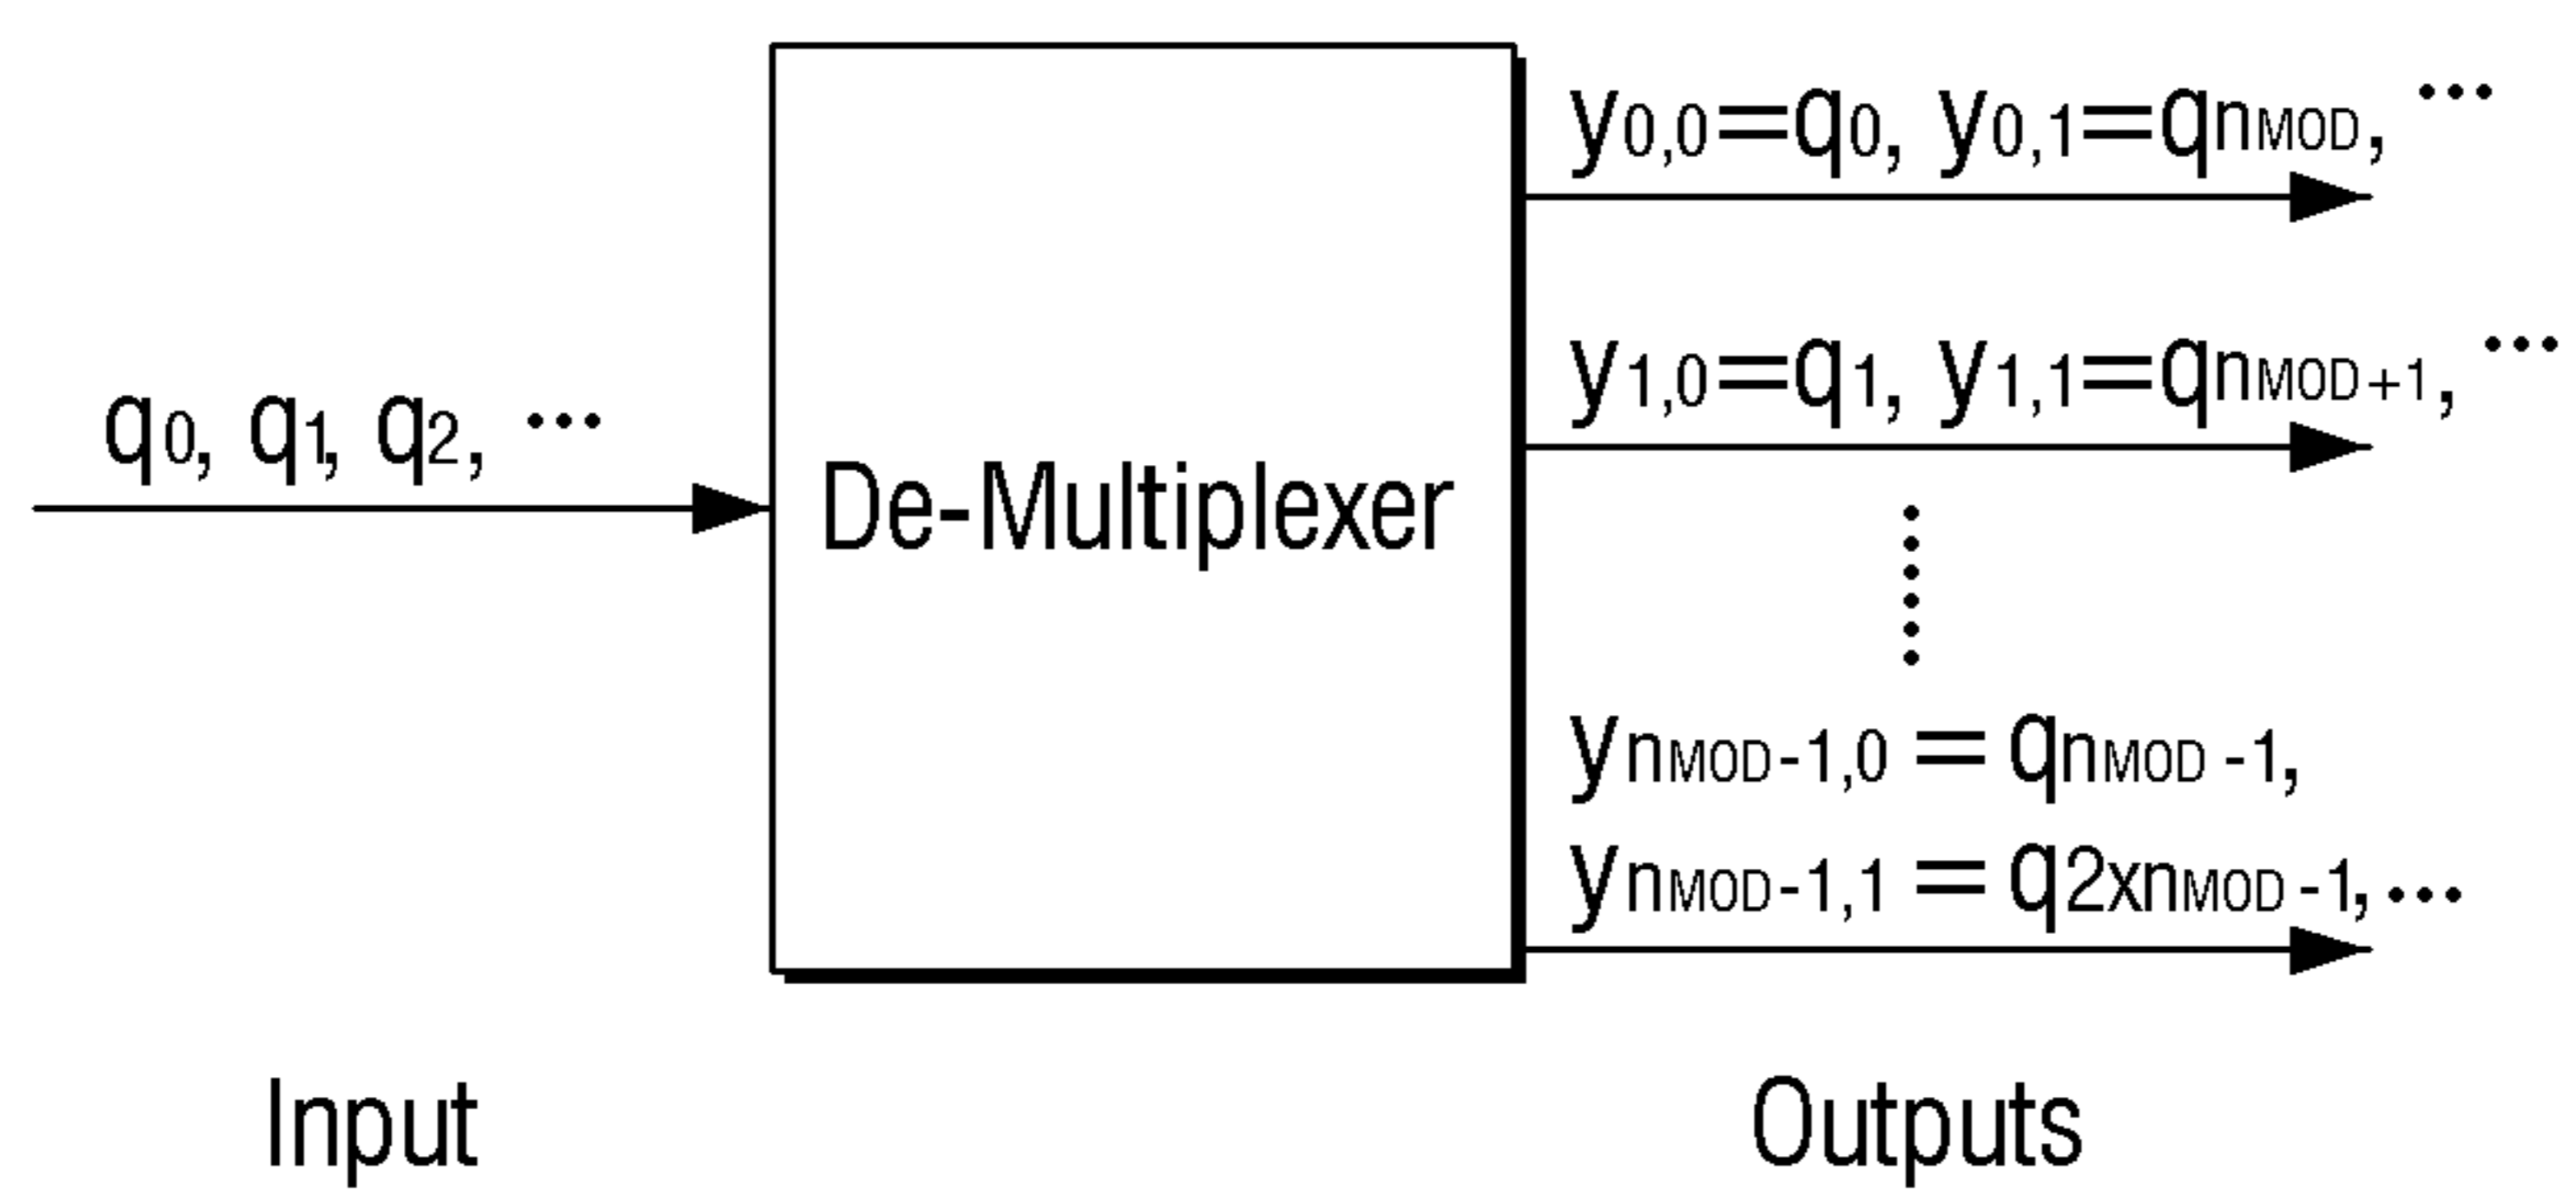 y0,0=q0, y0,1=qnMOD, ...
y1,0=q1, y1,1=qnMOD+1, ...
q0, q1, q2, ...
De-Multiplexer
ynMOD-1,0 = qnMOD-1,
ynMOD-1,1 = q2xnMOD-1, ...
Input
Outputs